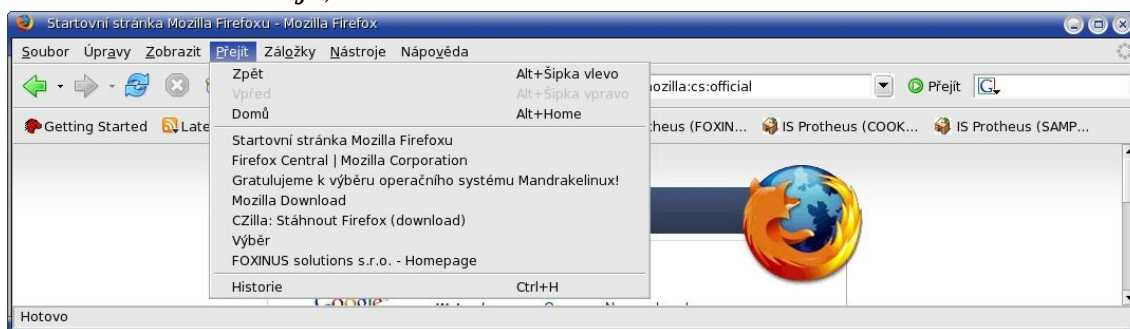 Startovní stránka Mozilla Firefoxu - Mozilla Firefox
Soubor Úpravy Zobrazit Přejít Záložky Nástroje Nápověda
Zpět Alt+Šipka vlevo
Vpřed Alt+Šipka vpravo
Domů Alt+Home
ozilla:cs:official Přejít G
Getting Started Late
theus (FOXIN... IS Protheus (COOK... IS Protheus (SAMP...
Startovní stránka Mozilla Firefoxu
Firefox Central | Mozilla Corporation
Gratulujeme k výběru operačního systému Mandrakelinux!
Mozilla Download
CZilla: Stáhnout Firefox (download)
Výběr
FOXINUS solutions s.r.o. - Homepage
Historie Ctrl+H
Google
Hotovo